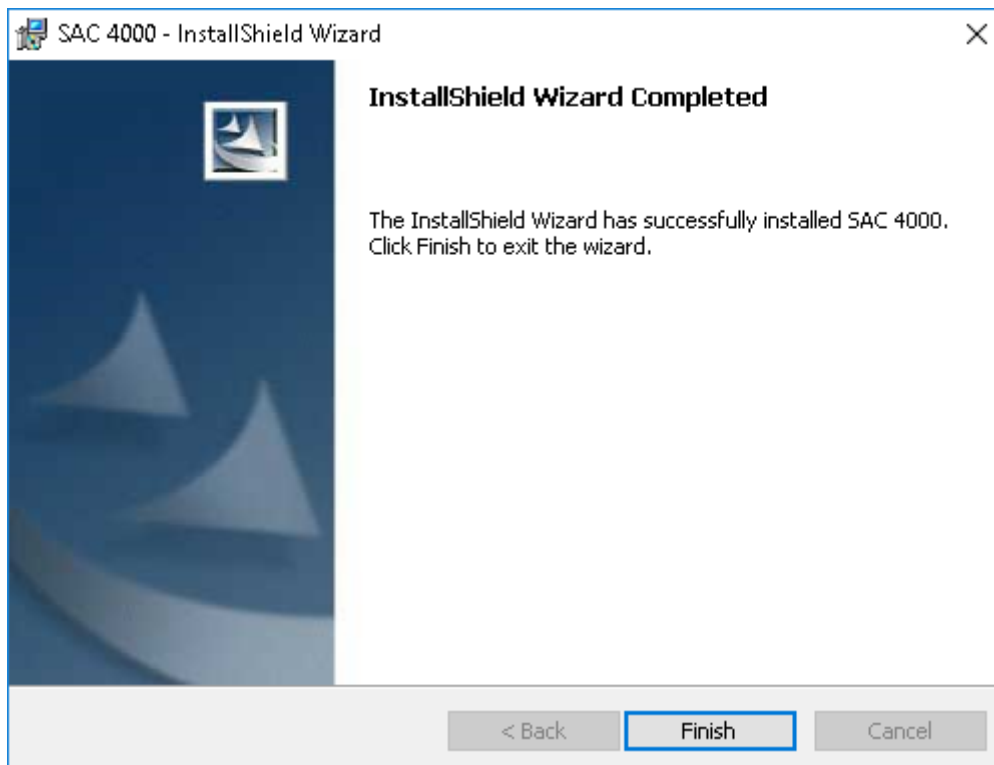 SAC 4000 - InstallShield Wizard
InstallShield Wizard Completed
The InstallShield Wizard has successfully installed SAC 4000.
Click Finish to exit the wizard.
< Back
Finish
Cancel